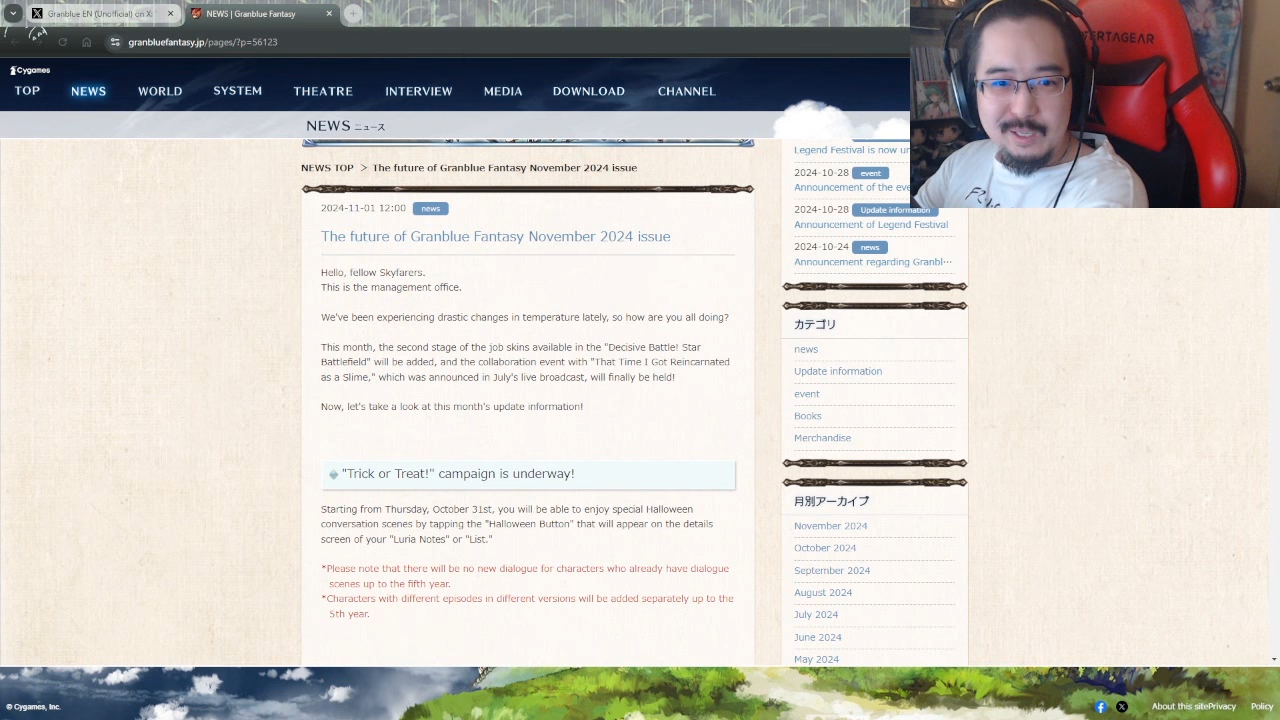 Granblue EN (Unofficial) on X
NEWS | Granblue Fantasy
granbluefantasy.jp/pages/?p=56123
Cygames
TOP
NEWS
WORLD
SYSTEM
THEATRE
INTERVIEW
MEDIA
DOWNLOAD
CHANNEL
NEWS ニュース
NEWS TOP > The future of Granblue Fantasy November 2024 issue
2024-11-01 12:00 news
The future of Granblue Fantasy November 2024 issue
Hello, fellow Skyfarers.
This is the management office.
We've been experiencing drastic changes in temperature lately, so how are you all doing?
This month, the second stage of the job skins available in the "Decisive Battle! Star
Battlefield" will be added, and the collaboration event with "That Time I Got Reincarnated
as a Slime," which was announced in July's live broadcast, will finally be held!
Now, let's take a look at this month's update information!
"Trick or Treat!" campaign is underway!
Starting from Thursday, October 31st, you will be able to enjoy special Halloween
conversation scenes by tapping the "Halloween Button" that will appear on the details
screen of your "Luria Notes" or "List."
*Please note that there will be no new dialogue for characters who already have dialogue
scenes up to the fifth year.
*Characters with different episodes in different versions will be added separately up to the
5th year.
Legend Festival is now un
2024-10-28 event
Announcement of the eve
2024-10-28 Update information
Announcement of Legend Festival
2024-10-24 news
Announcement regarding Granbl…
カテゴリ
news
Update information
event
Books
Merchandise
月別アーカイブ
November 2024
October 2024
September 2024
August 2024
July 2024
June 2024
May 2024
ERTAGEAR
© Cygames, Inc.
About this site
Privacy Policy